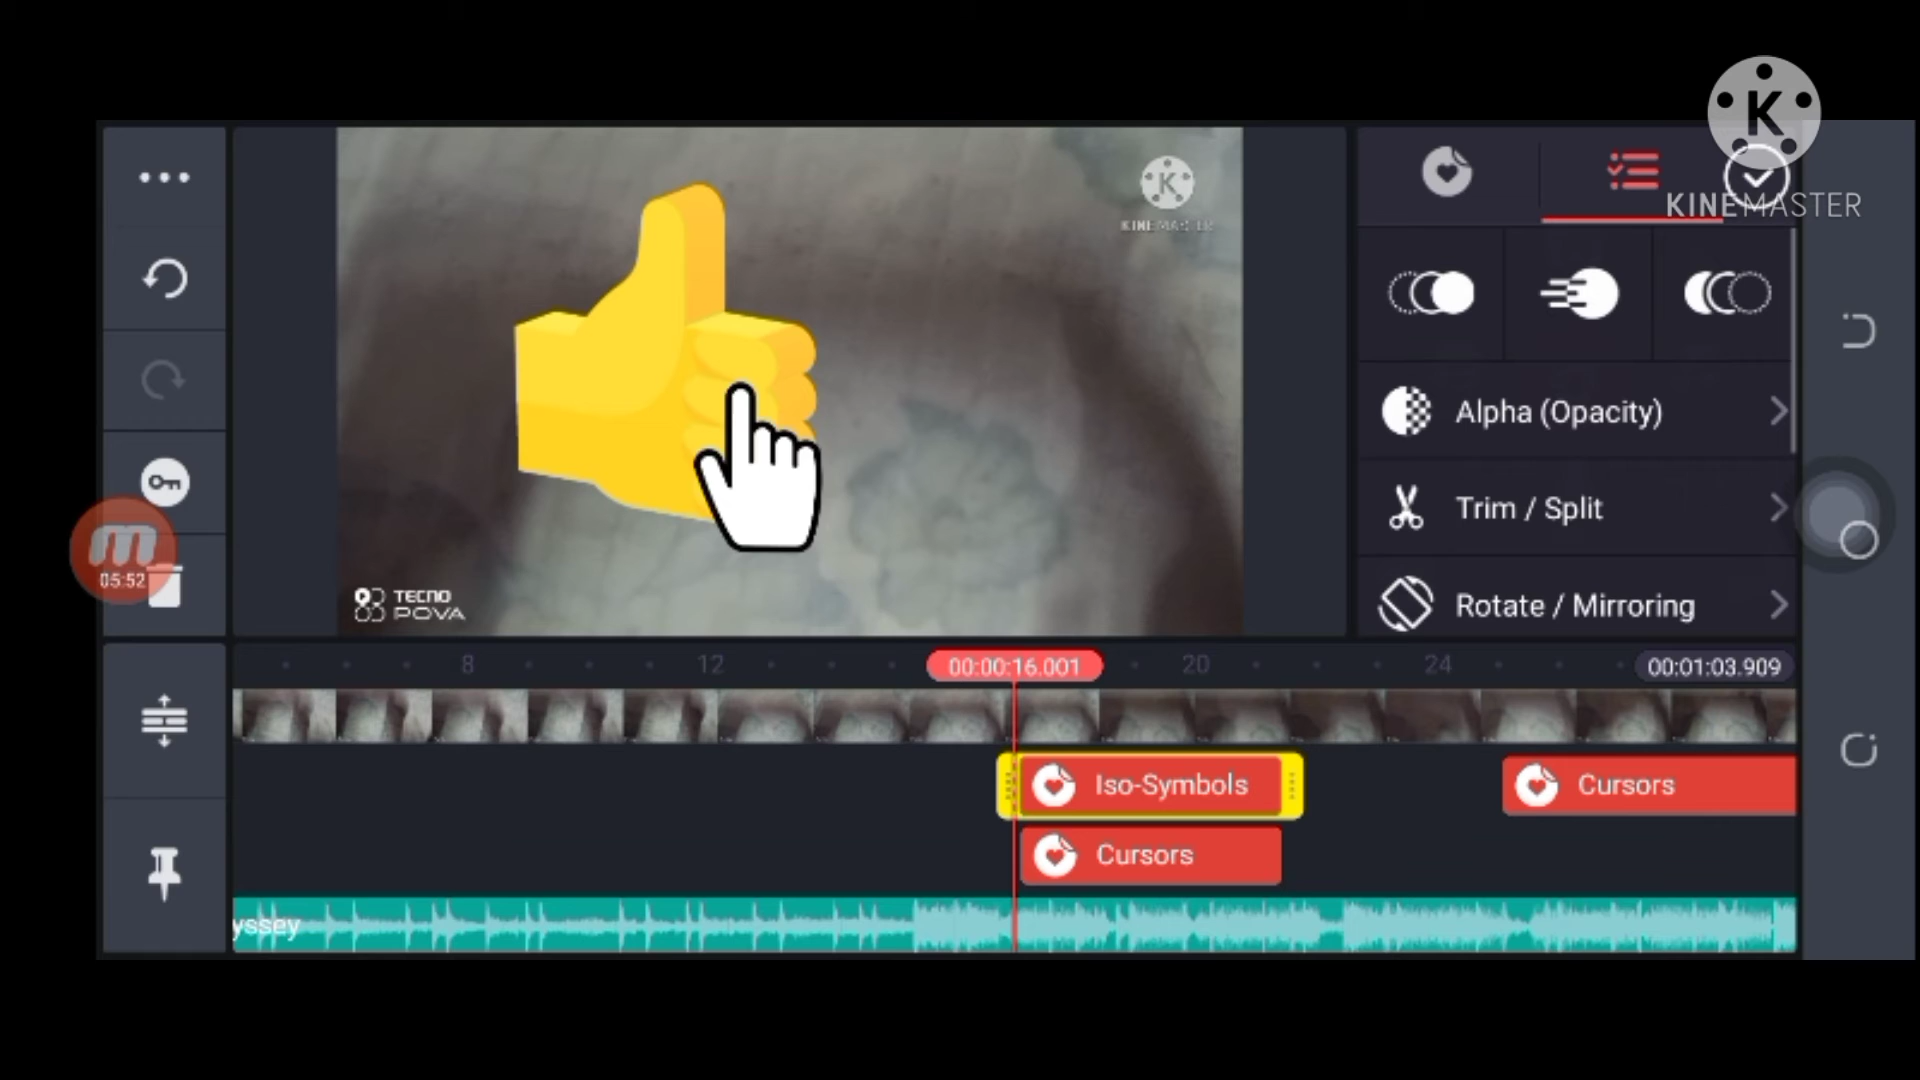 K
KINEMASTER
K
KINEMASTER
Alpha (Opacity)
Trim / Split
Rotate / Mirroring
m
05:52
TECNO
POVA
8
12
00:00:16.001
20
24
00:01:03.909
Iso-Symbols
Cursors
Cursors
yssey